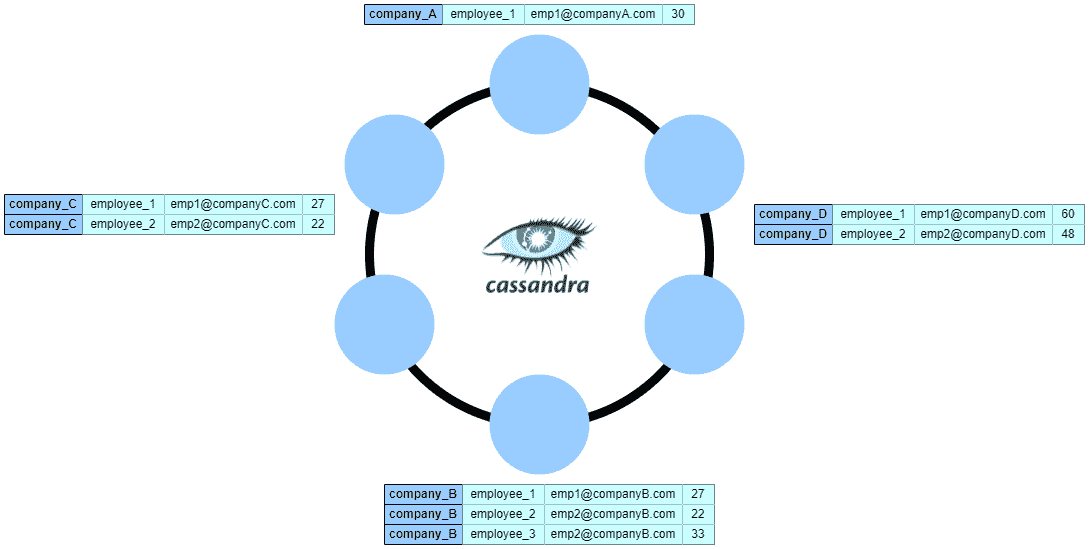 company_A employee_1 emp1@companyA.com 30
company_C employee_1 emp1@companyC.com 27
company_C employee_2 emp2@companyC.com 22
company_D employee_1 emp1@companyD.com 60
company_D employee_2 emp2@companyD.com 48
cassandra
company_B employee_1 emp1@companyB.com 27
company_B employee_2 emp2@companyB.com 22
company_B employee_3 emp2@companyB.com 33